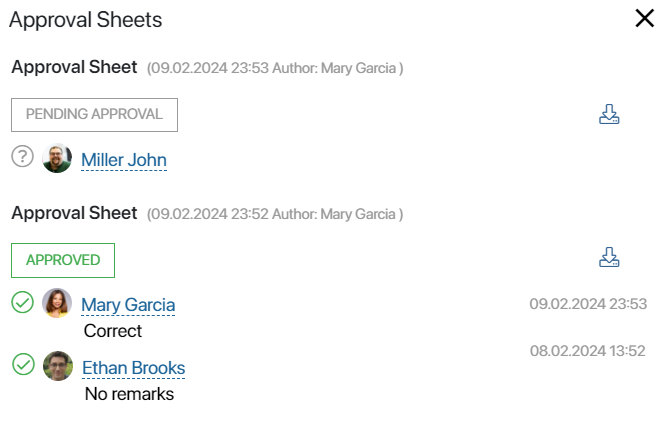 Approval Sheets
Approval Sheet (09.02.2024 23:53 Author: Mary Garcia )
PENDING APPROVAL
Miller John
Approval Sheet (09.02.2024 23:52 Author: Mary Garcia )
APPROVED
Mary Garcia 09.02.2024 23:53
Correct
08.02.2024 13:52
Ethan Brooks
No remarks